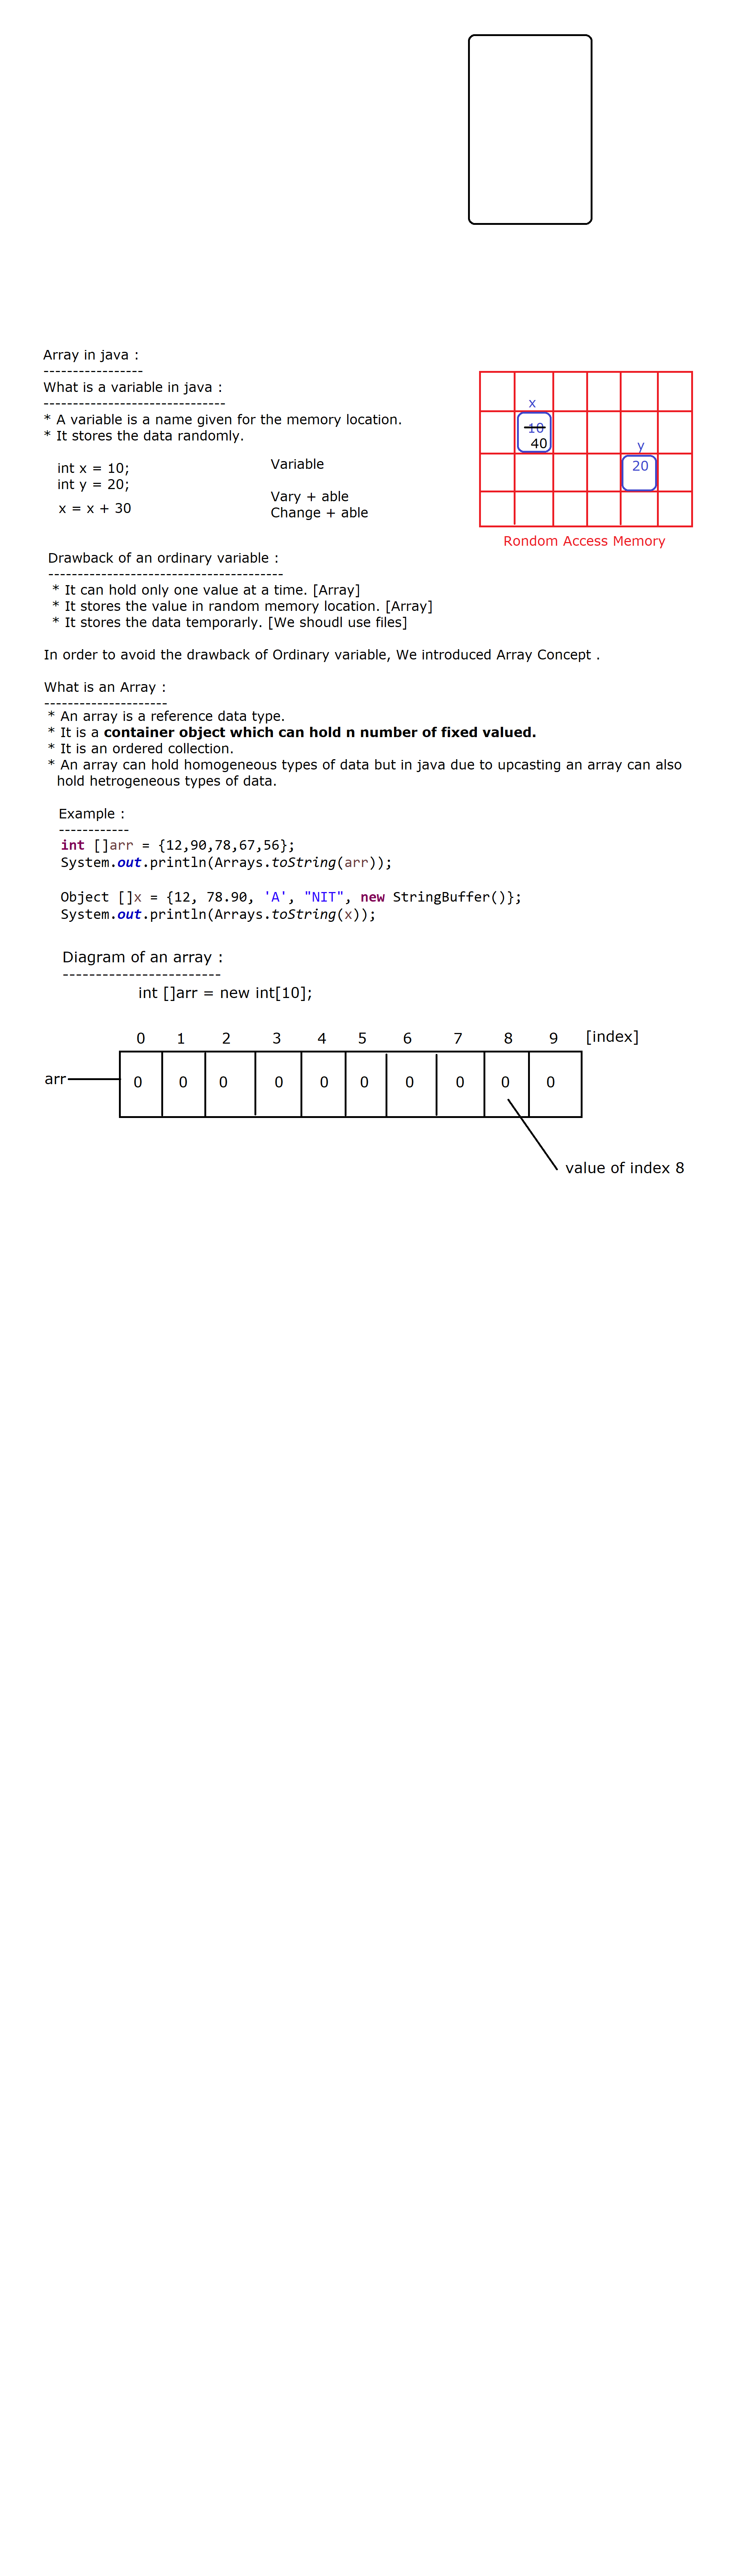 Array in java :
-----------------
What is a variable in java :
-------------------------------
* A variable is a name given for the memory location.
* It stores the data randomly.
int x = 10;
int y = 20;
x = x + 30
Variable
Vary + able
Change + able
x
10
40
y
20
Rondom Access Memory
Drawback of an ordinary variable :
----------------------------------------
* It can hold only one value at a time. [Array]
* It stores the value in random memory location. [Array]
* It stores the data temporarly. [We shoudl use files]
In order to avoid the drawback of Ordinary variable, We introduced Array Concept .
What is an Array :
---------------------
* An array is a reference data type.
* It is a container object which can hold n number of fixed valued.
* It is an ordered collection.
* An array can hold homogeneous types of data but in java due to upcasting an array can also
hold hetrogeneous types of data.
Example :
------------
int []arr = {12,90,78,67,56};
System.out.println(Arrays.toString(arr));
Object []x = {12, 78.90, 'A', "NIT", new StringBuffer()};
System.out.println(Arrays.toString(x));
Diagram of an array :
------------------------
int []arr = new int[10];
0 1 2 3 4 5 6 7 8 9 [index]
arr 0 0 0 0 0 0 0 0 0 0
value of index 8